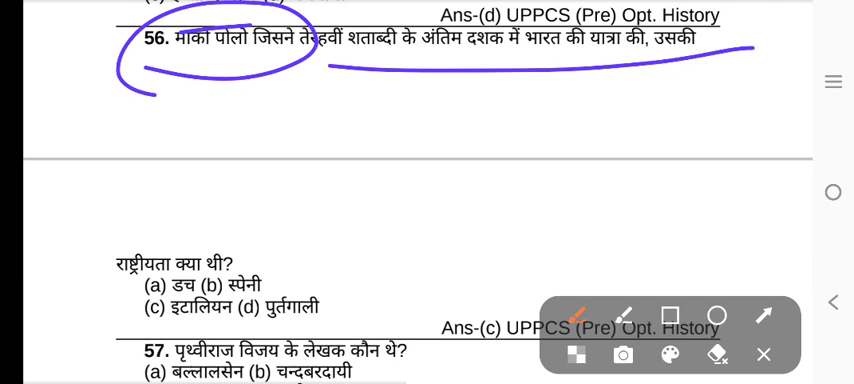 Ans-(d) UPPCS (Pre) Opt. History
56. मार्को पोलो जिसने तेरहवीं शताब्दी के अंतिम दशक में भारत की यात्रा की, उसकी
राष्ट्रीयता क्या थी?
(a) डच (b) स्पेनी
(c) इटालियन (d) पुर्तगाली
Ans-(c) UPPCS (Pre) Opt. History
57. पृथ्वीराज विजय के लेखक कौन थे?
(a) बल्लालसेन (b) चन्दबरदायी